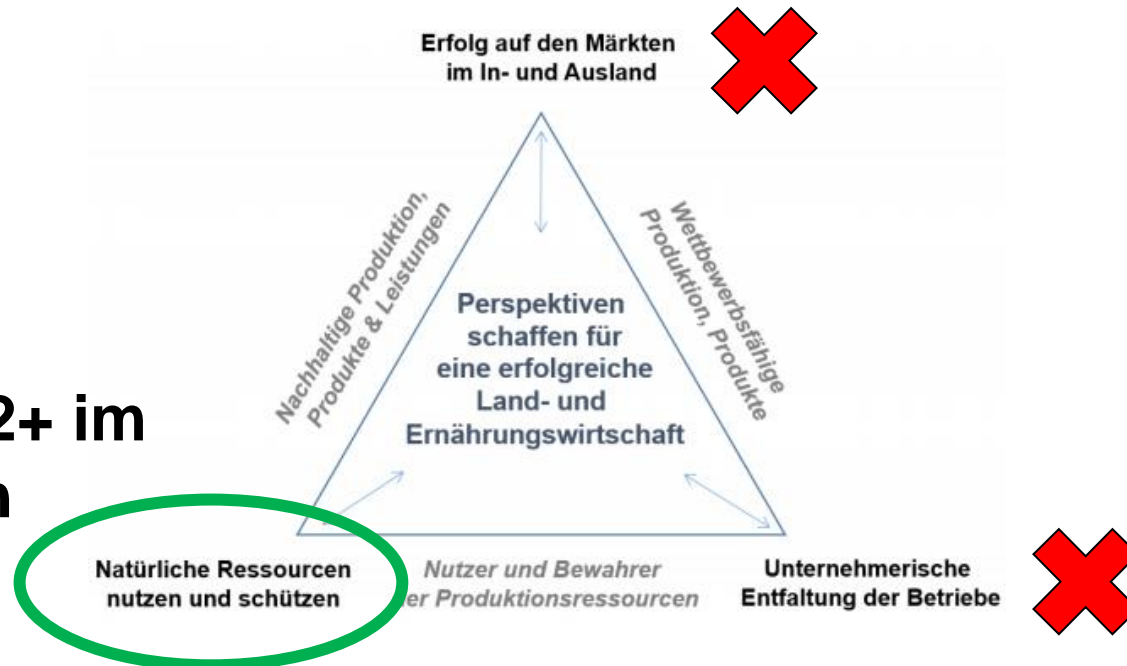 Erfolg auf den Märkten
im In- und Ausland
Nachhaltige Produktion,
Produkte & Leistungen
Wettbewerbsfähige
Produktion, Produkte
Perspektiven
schaffen für
eine erfolgreiche
Land- und
Ernährungswirtschaft
2+ im
Natürliche Ressourcen
nutzen und schützen
Nutzer und Bewahrer
er Produktionsressourcen
Unternehmerische
Entfaltung der Betriebe